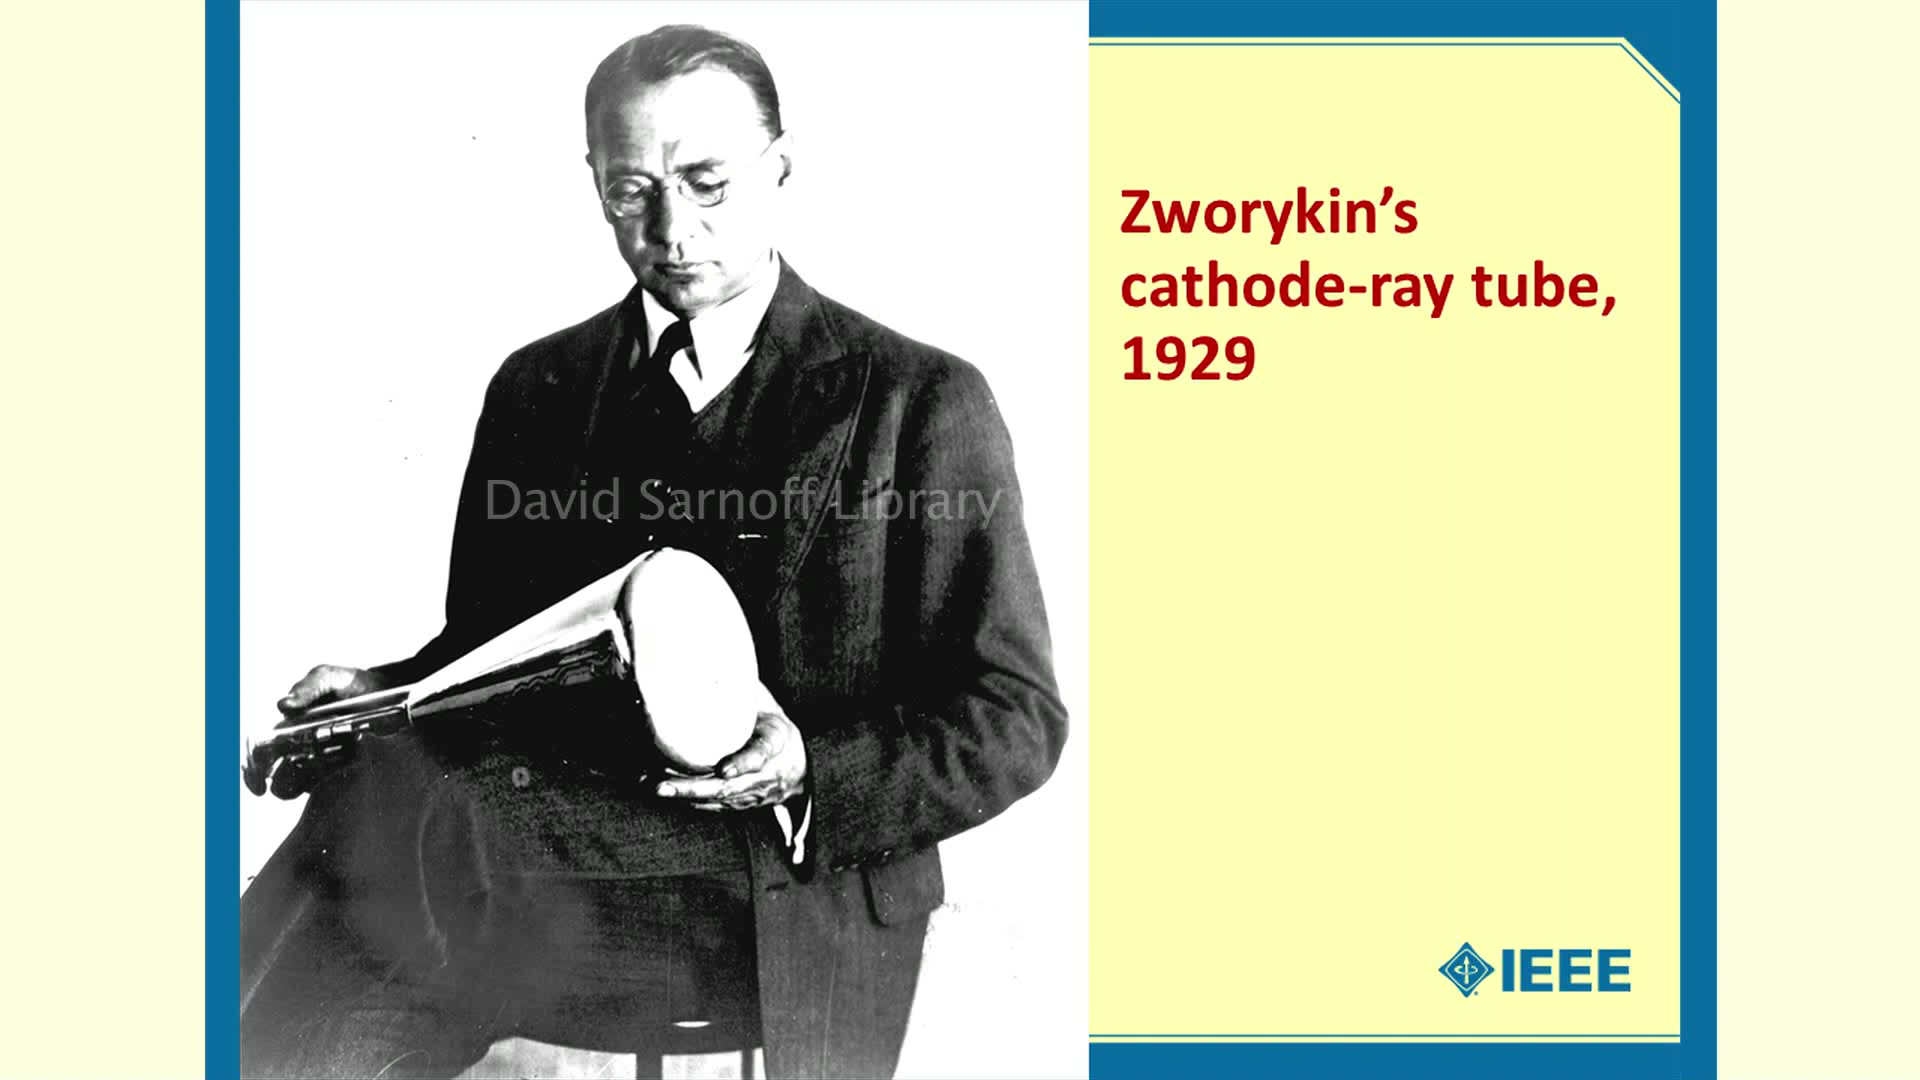 David Sarnoff Library
Zworykin’s
cathode-ray tube,
1929
IEEE